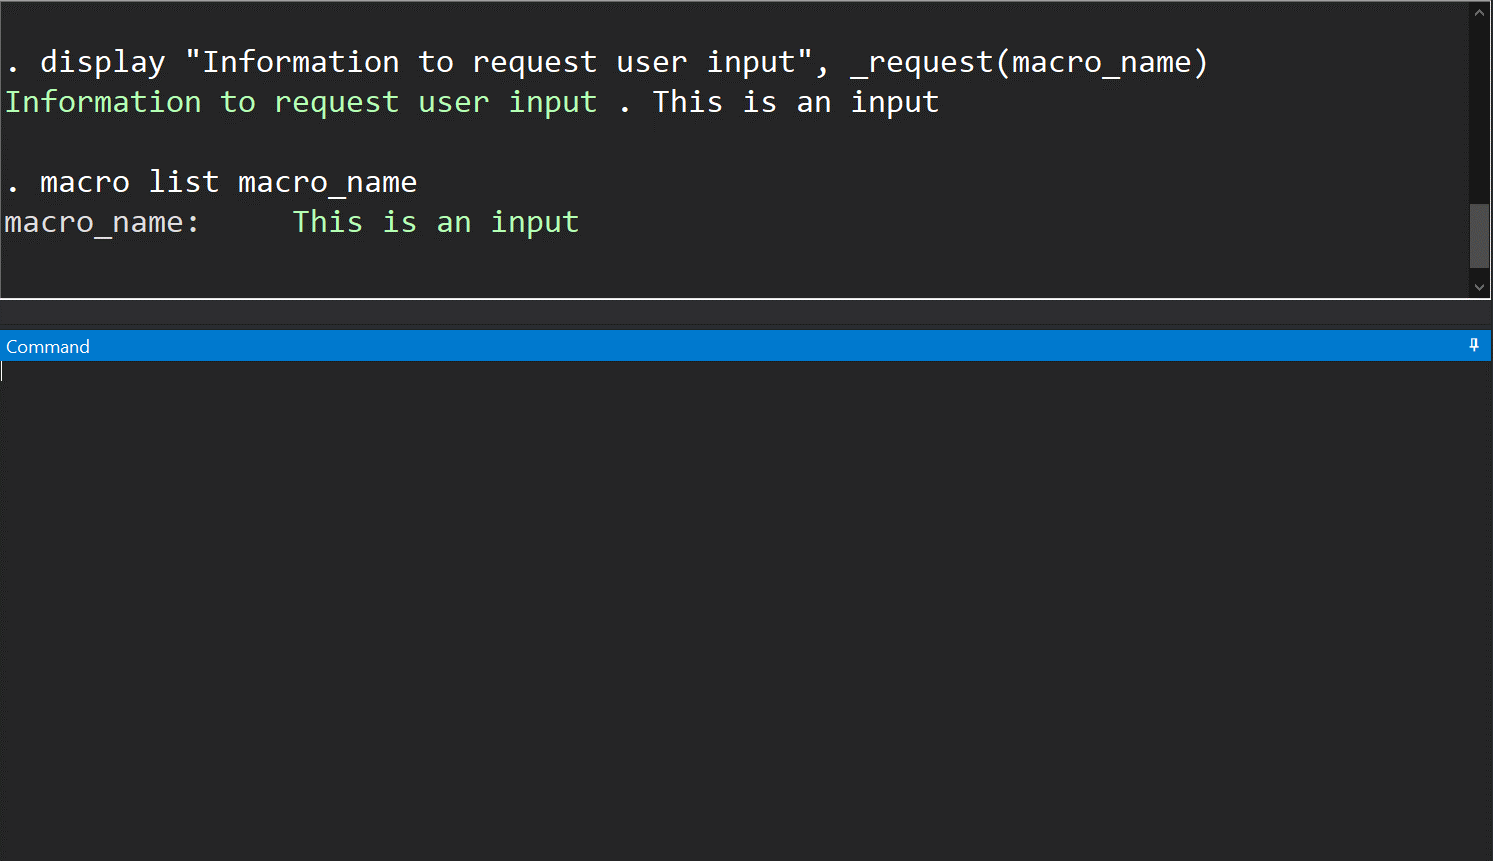 . display "Information to request user input", _request(macro_name)
Information to request user input . This is an input
. macro list macro_name
macro_name:     This is an input
Command